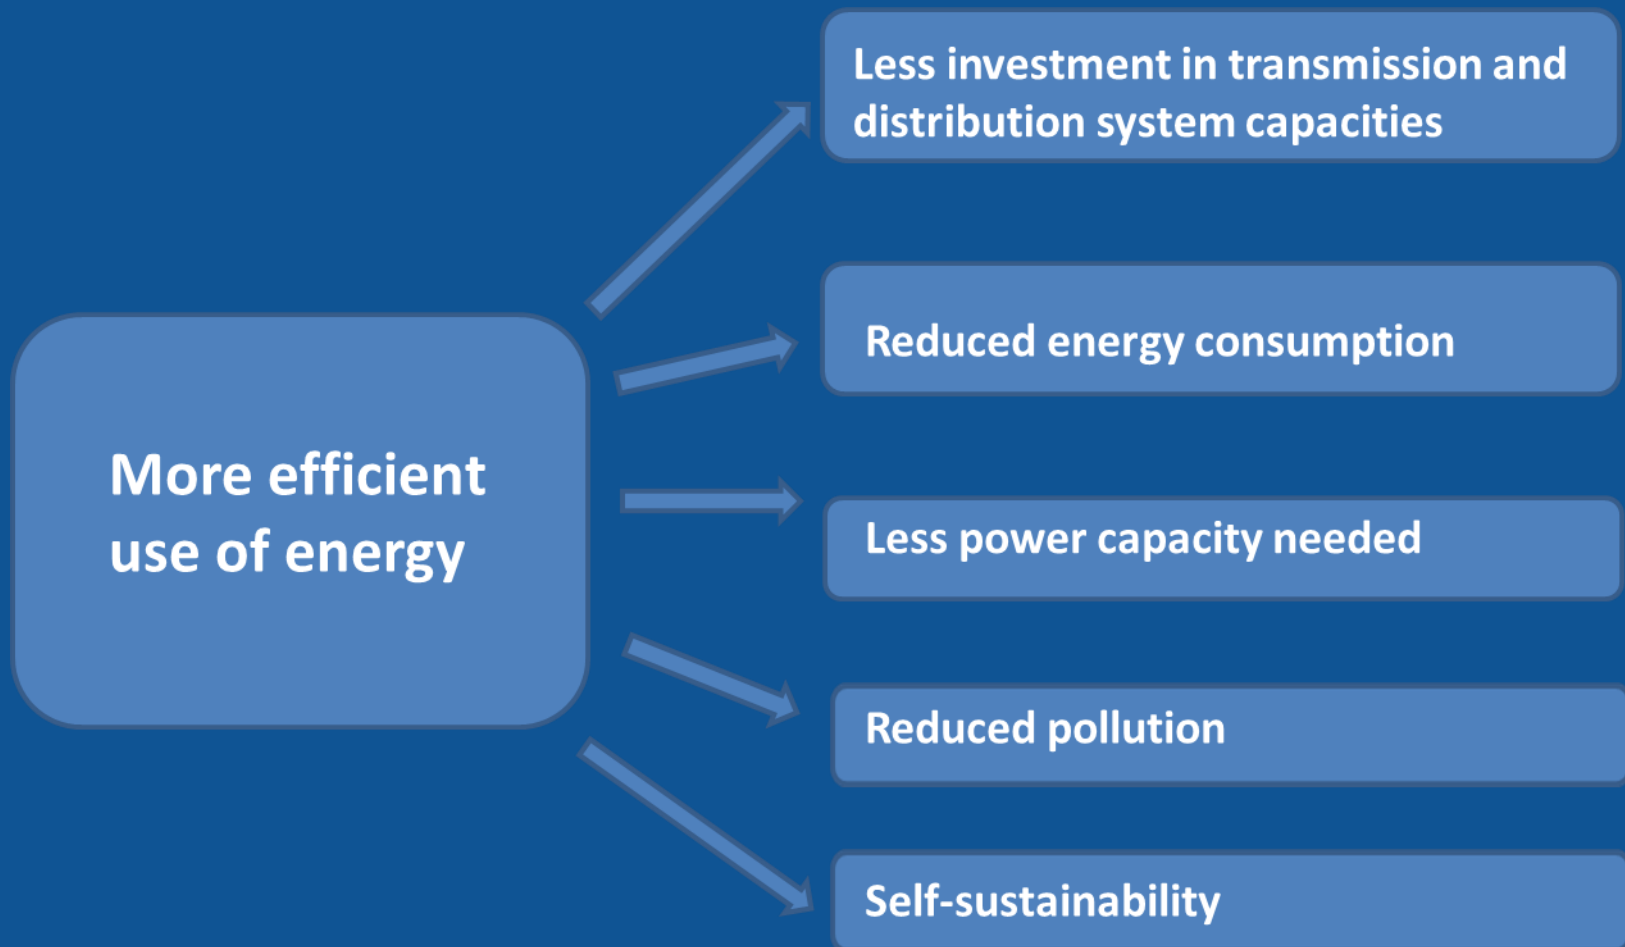 More efficient
use of energy
Less investment in transmission and
distribution system capacities
Reduced energy consumption
Less power capacity needed
Reduced pollution
Self-sustainability